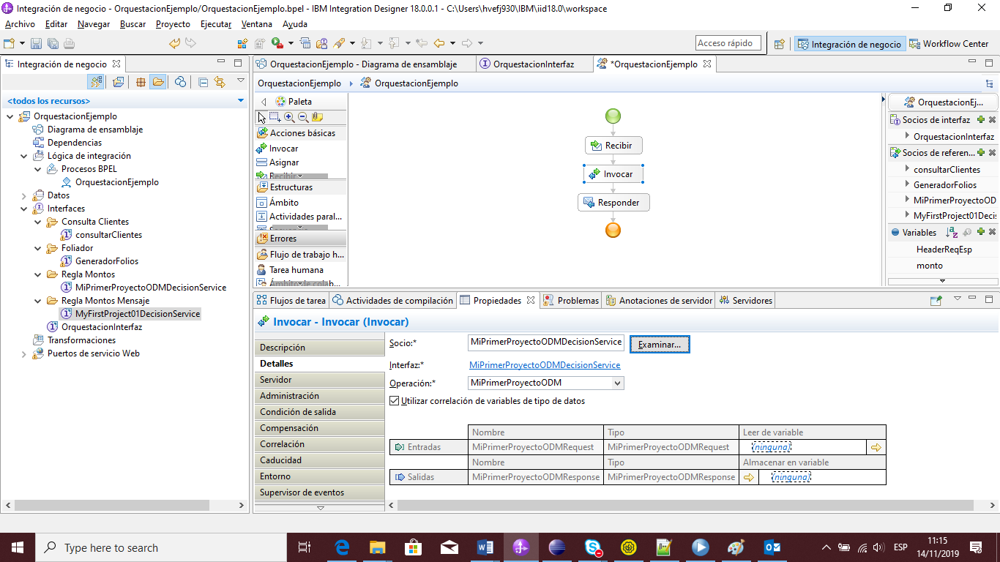 Integración de negocio - OrquestacionEjemplo/OrquestacionEjemplo.bpel - IBM Integration Designer 18.0.0.1 - C:\Users\hvefj930\IBM\iid18.0\workspace
Archivo Editar Navegar Buscar Proyecto Ejecutar Ventana Ayuda
Acceso rápido
Integración de negocio
Workflow Center
Integración de negocio
<todos los recursos>
OrquestacionEjemplo
Diagrama de ensamblaje
Dependencias
Lógica de integración
Procesos BPEL
OrquestacionEjemplo
Datos
Interfaces
Consulta Clientes
consultarClientes
Foliador
GeneradorFolios
Regla Montos
MiPrimerProyectoODMDecisionService
Regla Montos Mensaje
MyFirstProject01DecisionService
OrquestacionInterfaz
Transformaciones
Puertos de servicio Web
OrquestacionEjemplo - Diagrama de ensamblaje
OrquestacionInterfaz
*OrquestacionEjemplo
OrquestacionEjemplo
OrquestacionEjemplo
Paleta
Acciones básicas
Invocar
Asignar
Recibir
Estructuras
Ámbito
Actividades paral...
Errores
Flujo de trabajo h...
Tarea humana
Ámbito de colab...
Recibir
Invocar
Responder
OrquestacionEj...
Socios de interfaz
OrquestacionInterfaz
Socios de referen...
consultarClientes
GeneradorFolios
MiPrimerProyectoOD
MyFirstProject01Decis
Variables
HeaderReqEsp
monto
Flujos de tarea
Actividades de compilación
Propiedades
Problemas
Anotaciones de servidor
Servidores
Invocar - Invocar (Invocar)
Descripción
Detalles
Servidor
Administración
Condición de salida
Compensación
Correlación
Caducidad
Entorno
Supervisor de eventos
Socio:* MiPrimerProyectoODMDecisionService Examinar...
Interfaz:* MiPrimerProyectoODMDecisionService
Operación:* MiPrimerProyectoODM
Utilizar correlación de variables de tipo de datos
Nombre Tipo Leer de variable
Entradas MiPrimerProyectoODMRequest MiPrimerProyectoODMRequest (ninguna)
Nombre Tipo Almacenar en variable
Salidas MiPrimerProyectoODMResponse MiPrimerProyectoODMResponse (ninguna)
Type here to search
ESP
11:15
14/11/2019